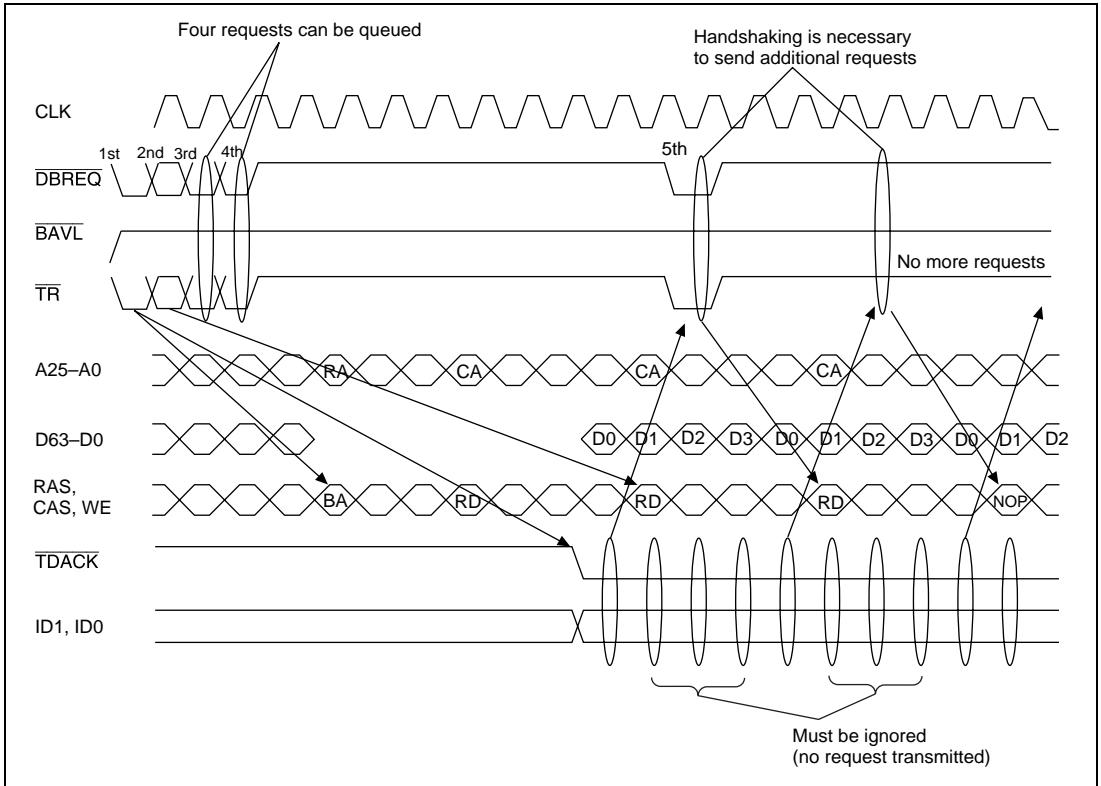 Four requests can be queued
Handshaking is necessary
to send additional requests
CLK
1st 2nd 3rd 4th 5th
DBREQ
BAVL
No more requests
TR
A25–A0 RA CA CA CA
D63–D0 D0 D1 D2 D3 D0 D1 D2 D3 D0 D1 D2
RAS,
CAS, WE BA RD RD RD NOP
TDACK
ID1, ID0
Must be ignored
(no request transmitted)